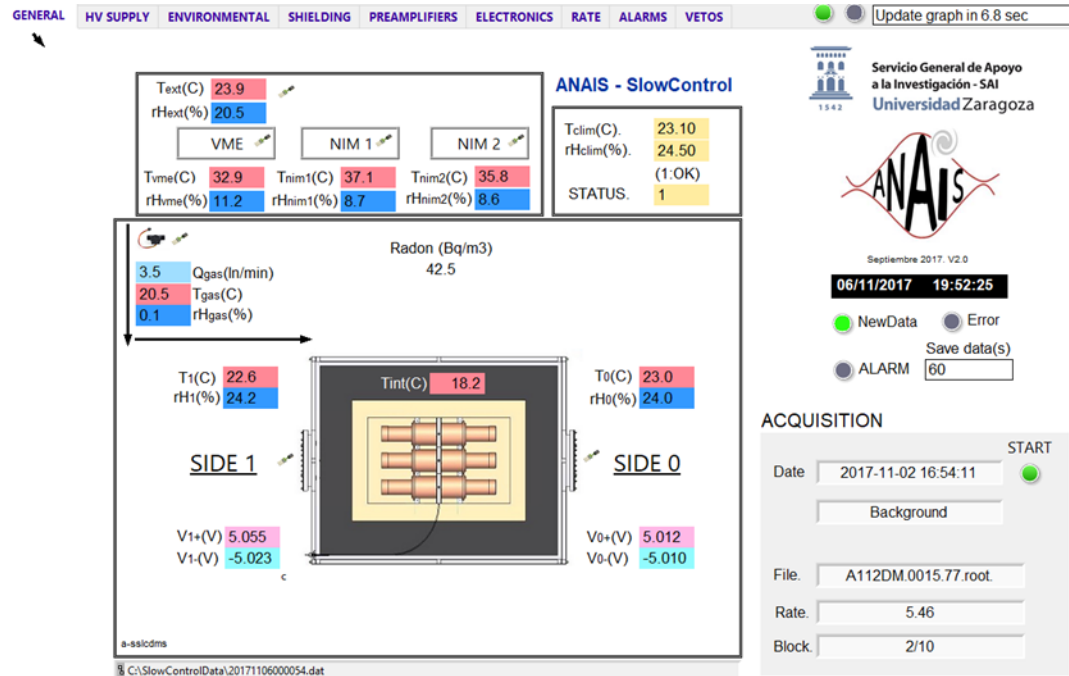 GENERAL HV SUPPLY ENVIRONMENTAL SHIELDING PREAMPLIFIERS ELECTRONICS RATE ALARMS VETOS
Update graph in 6.8 sec
Text(C) 23.9
rHext(%) 20.5
VME NIM 1 NIM 2
Tvme(C) 32.9 Tnim1(C) 37.1 Tnim2(C) 35.8
rHvme(%) 11.2 rHnim1(%) 8.7 rHnim2(%) 8.6
ANAIS - SlowControl
Tclim(C). 23.10
rHclim(%). 24.50
(1:OK)
STATUS. 1
1542
Servicio General de Apoyo
a la Investigación - SAI
Universidad Zaragoza
ANAIS
Septiembre 2017. V2.0
06/11/2017 19:52:25
NewData Error
Save data(s)
ALARM 60
Radon (Bq/m3)
42.5
3.5 Qgas(ln/min)
20.5 Tgas(C)
0.1 rHgas(%)
T1(C) 22.6
rH1(%) 24.2
Tint(C) 18.2
T0(C) 23.0
rH0(%) 24.0
SIDE 1
SIDE 0
V1+(V) 5.055
V1-(V) -5.023
c
V0+(V) 5.012
V0-(V) -5.010
a-sslcdms
C:\SlowControlData\20171106000054.dat
ACQUISITION
START
Date 2017-11-02 16:54:11
Background
File. A112DM.0015.77.root.
Rate. 5.46
Block. 2/10